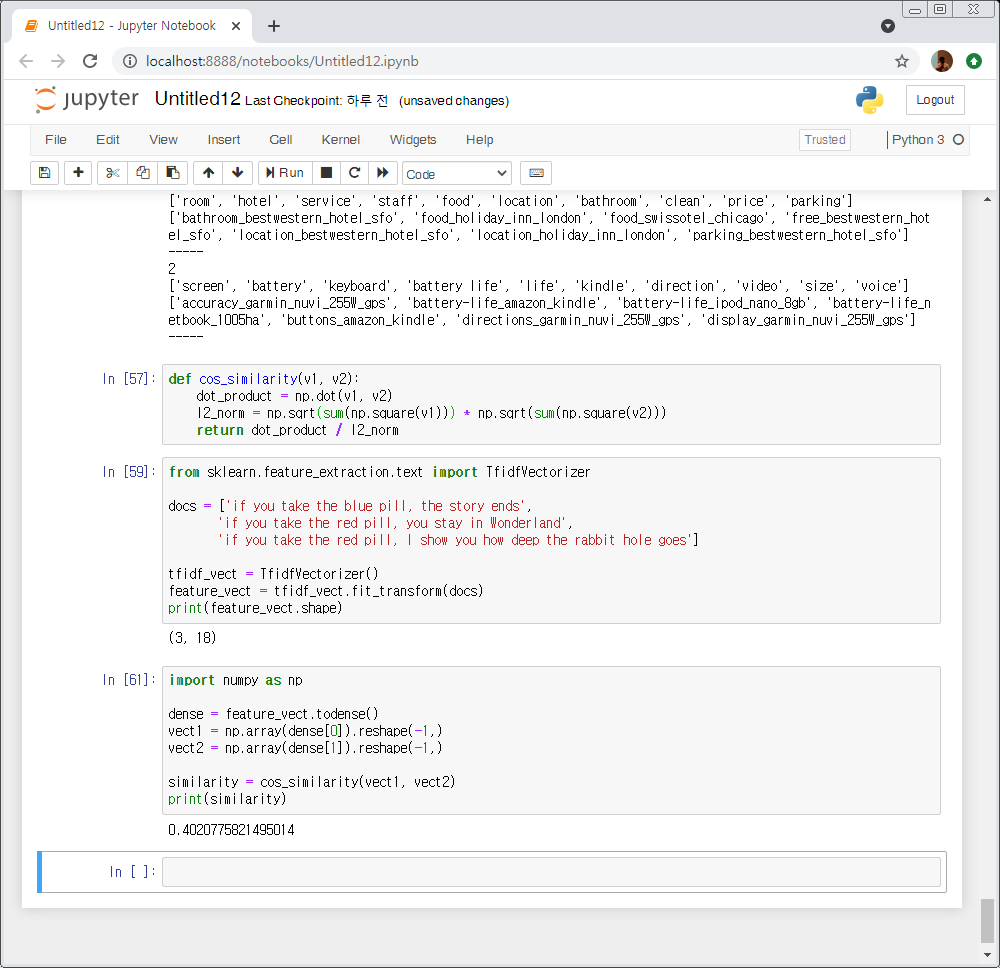 Untitled12 - Jupyter Notebook
localhost:8888/notebooks/Untitled12.ipynb
jupyter Untitled12 Last Checkpoint: 하루 전 (unsaved changes) Logout
File Edit View Insert Cell Kernel Widgets Help Trusted Python 3
Run Code
['room', 'hotel', 'service', 'staff', 'food', 'location', 'bathroom', 'clean', 'price', 'parking']
['bathroom_bestwestern_hotel_sfo', 'food_holiday_inn_london', 'food_swissotel_chicago', 'free_bestwestern_hot
el_sfo', 'location_bestwestern_hotel_sfo', 'location_holiday_inn_london', 'parking_bestwestern_hotel_sfo']
-----
2
['screen', 'battery', 'keyboard', 'battery life', 'life', 'kindle', 'direction', 'video', 'size', 'voice']
['accuracy_garmin_nuvi_255W_gps', 'battery-life_amazon_kindle', 'battery-life_ipod_nano_8gb', 'battery-life_n
etbook_1005ha', 'buttons_amazon_kindle', 'directions_garmin_nuvi_255W_gps', 'display_garmin_nuvi_255W_gps']
-----
In [57]: def cos_similarity(v1, v2):
    dot_product = np.dot(v1, v2)
    l2_norm = np.sqrt(sum(np.square(v1))) * np.sqrt(sum(np.square(v2)))
    return dot_product / l2_norm
In [59]: from sklearn.feature_extraction.text import TfidfVectorizer
docs = ['if you take the blue pill, the story ends',
        'if you take the red pill, you stay in Wonderland',
        'if you take the red pill, I show you how deep the rabbit hole goes']
tfidf_vect = TfidfVectorizer()
feature_vect = tfidf_vect.fit_transform(docs)
print(feature_vect.shape)
(3, 18)
In [61]: import numpy as np
dense = feature_vect.todense()
vect1 = np.array(dense[0]).reshape(-1,)
vect2 = np.array(dense[1]).reshape(-1,)
similarity = cos_similarity(vect1, vect2)
print(similarity)
0.4020775821495014
In [ ]: